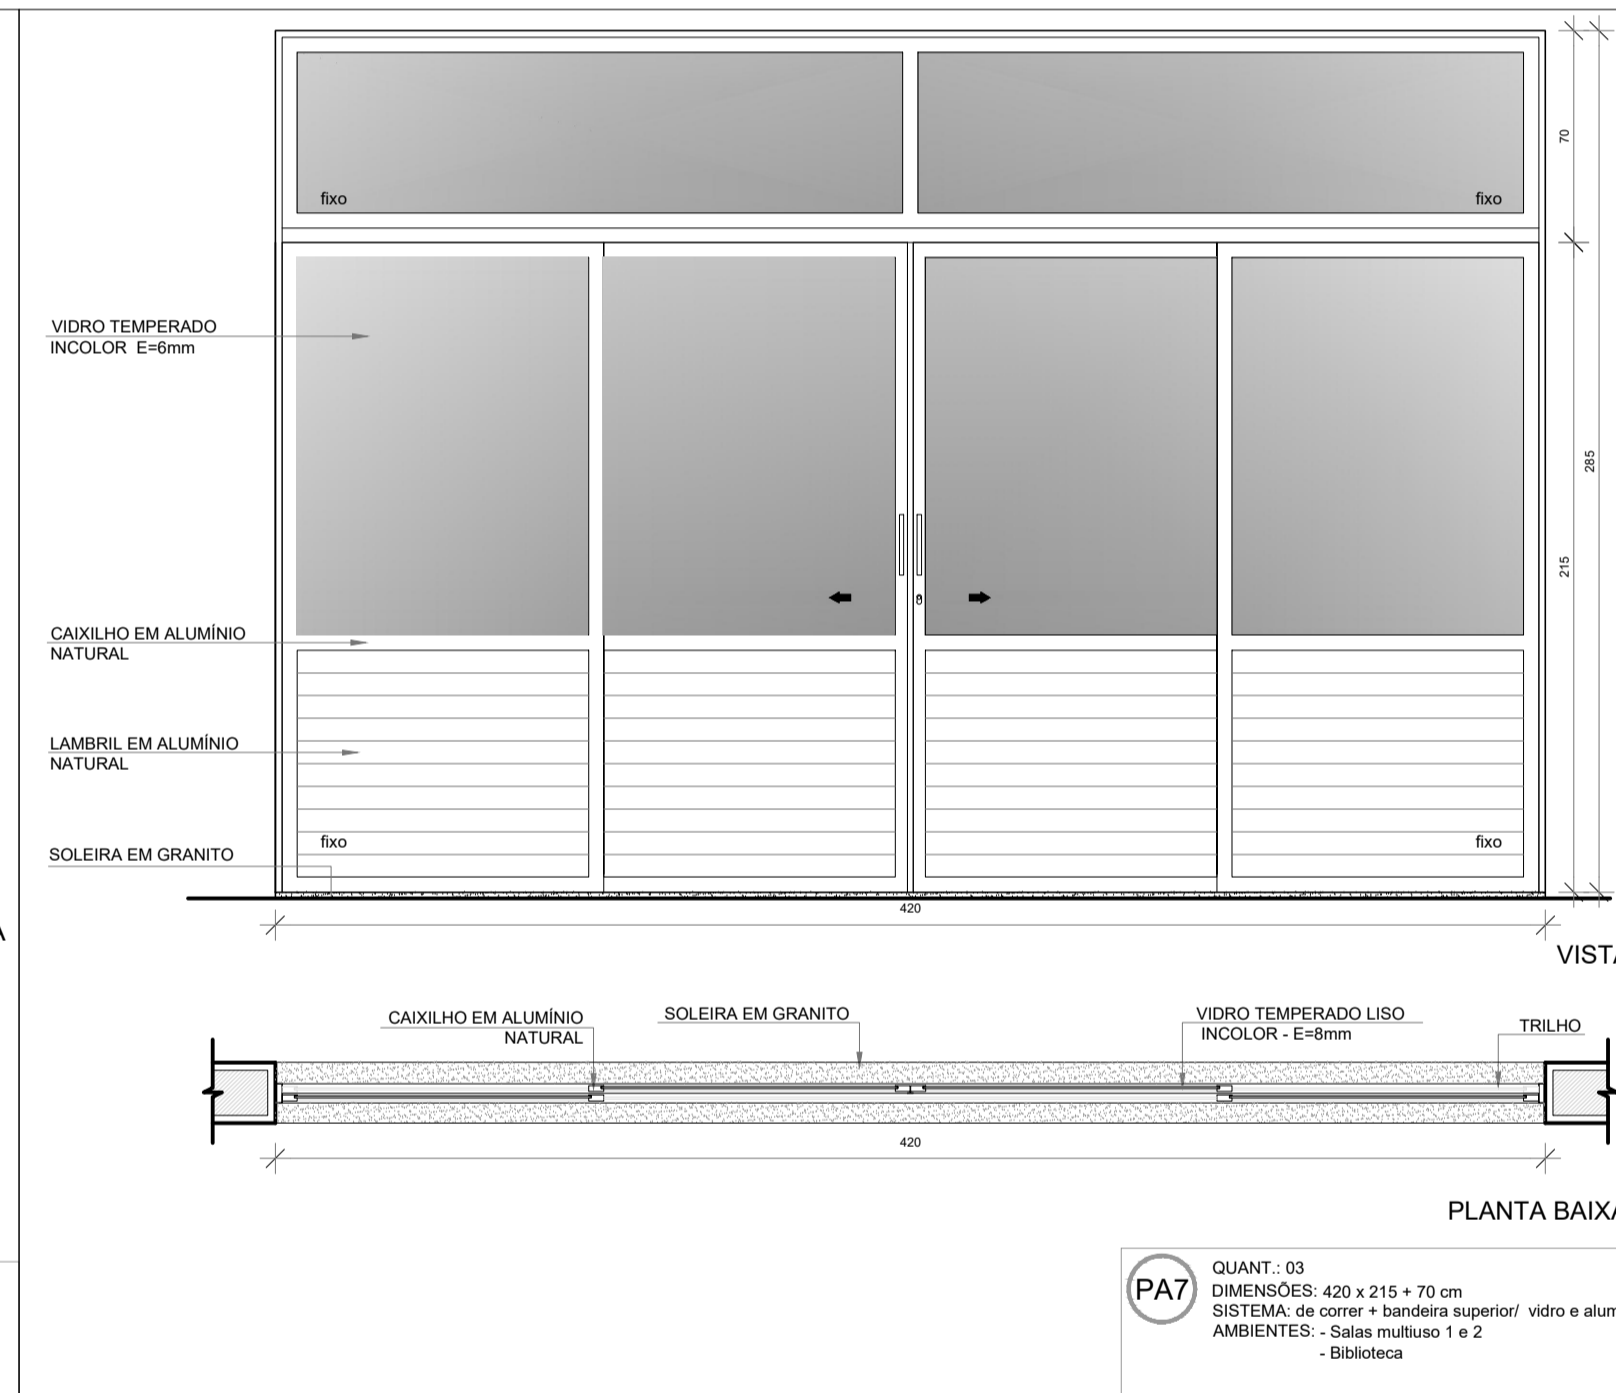 fixo
fixo
70
VIDRO TEMPERADO
INCOLOR E=6mm
285
215
CAIXILHO EM ALUMÍNIO
NATURAL
LAMBRIL EM ALUMÍNIO
NATURAL
fixo
fixo
SOLEIRA EM GRANITO
420
A
VISTA
CAIXILHO EM ALUMÍNIO
NATURAL
SOLEIRA EM GRANITO
VIDRO TEMPERADO LISO
INCOLOR - E=8mm
TRILHO
420
PLANTA BAIXA
PA7
QUANT.: 03
DIMENSÕES: 420 x 215 + 70 cm
SISTEMA: de correr + bandeira superior/ vidro e alum
AMBIENTES: - Salas multiuso 1 e 2
- Biblioteca